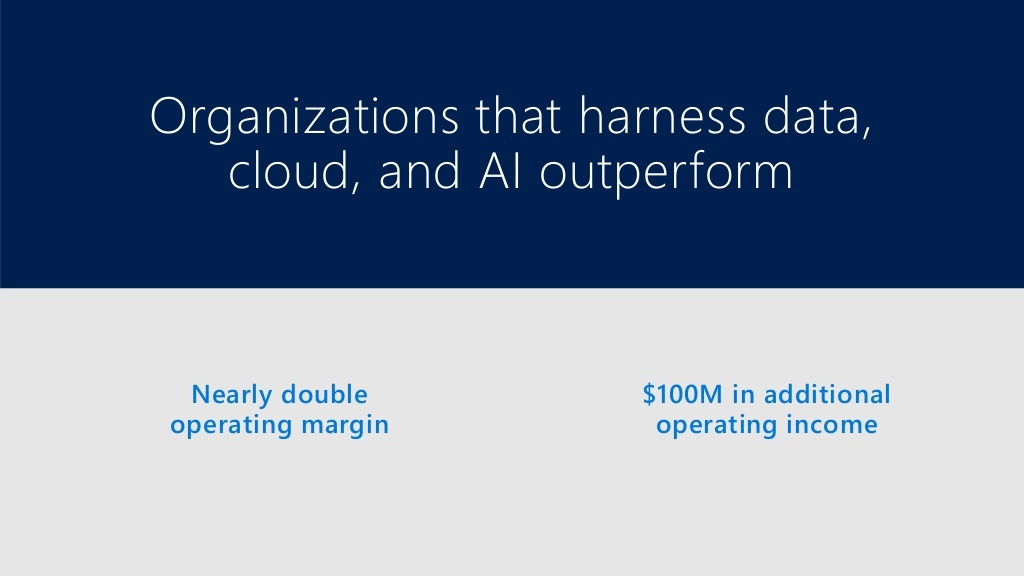 Organizations that harness data,
cloud, and AI outperform
Nearly double
operating margin
$100M in additional
operating income